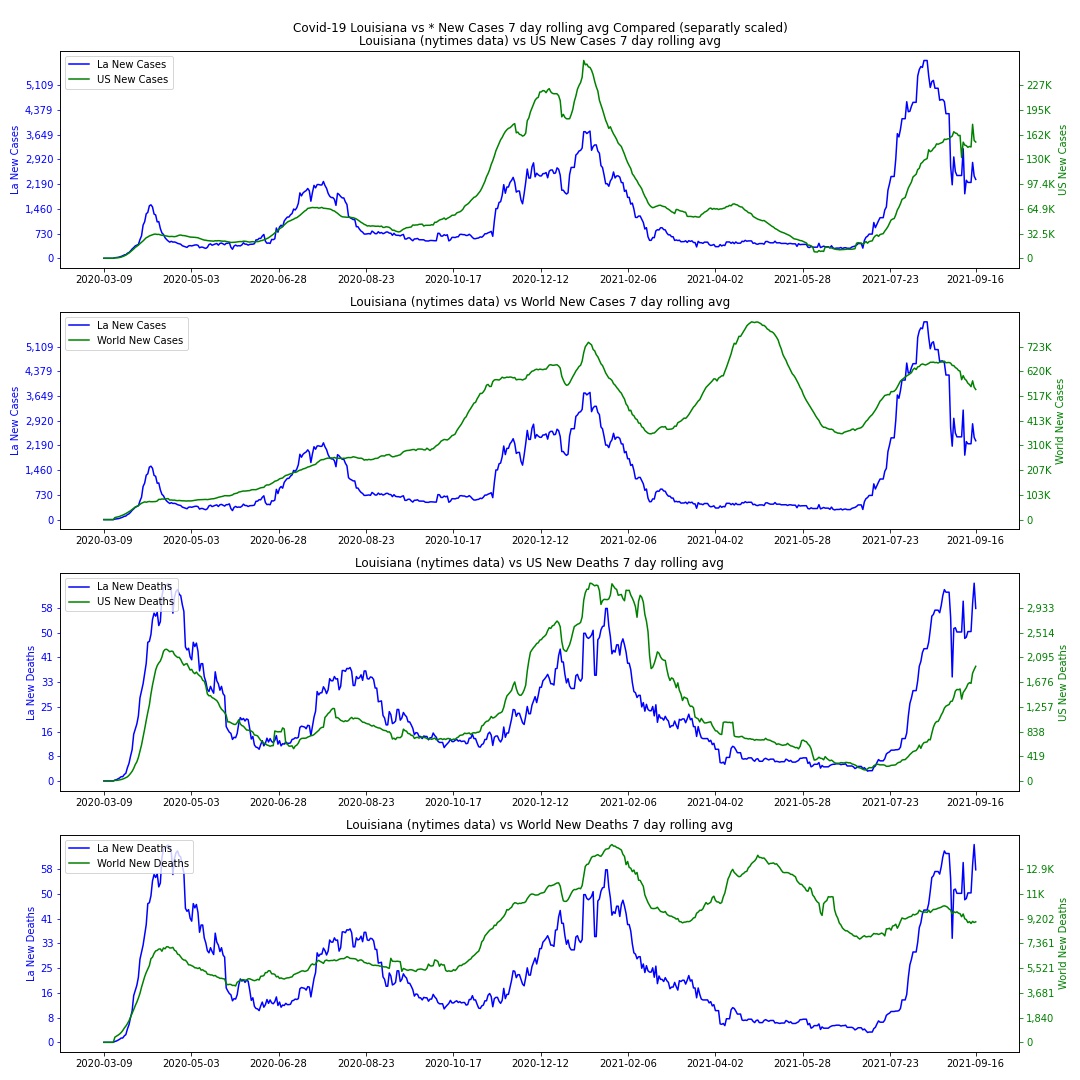 Covid-19 Louisiana vs * New Cases 7 day rolling avg Compared (separatly scaled)
Louisiana (nytimes data) vs US New Cases 7 day rolling avg
La New Cases
US New Cases
5,109
4,379
3,649
2,920
2,190
1,460
730
0
La New Cases
227K
195K
162K
130K
97.4K
64.9K
32.5K
0
US New Cases
2020-03-09 2020-05-03 2020-06-28 2020-08-23 2020-10-17 2020-12-12 2021-02-06 2021-04-02 2021-05-28 2021-07-23 2021-09-16
Louisiana (nytimes data) vs World New Cases 7 day rolling avg
La New Cases
World New Cases
5,109
4,379
3,649
2,920
2,190
1,460
730
0
La New Cases
723K
620K
517K
413K
310K
207K
103K
0
World New Cases
2020-03-09 2020-05-03 2020-06-28 2020-08-23 2020-10-17 2020-12-12 2021-02-06 2021-04-02 2021-05-28 2021-07-23 2021-09-16
Louisiana (nytimes data) vs US New Deaths 7 day rolling avg
La New Deaths
US New Deaths
58
50
41
33
25
16
8
0
La New Deaths
2,933
2,514
2,095
1,676
1,257
838
419
0
US New Deaths
2020-03-09 2020-05-03 2020-06-28 2020-08-23 2020-10-17 2020-12-12 2021-02-06 2021-04-02 2021-05-28 2021-07-23 2021-09-16
Louisiana (nytimes data) vs World New Deaths 7 day rolling avg
La New Deaths
World New Deaths
58
50
41
33
25
16
8
0
La New Deaths
12.9K
11K
9,202
7,361
5,521
3,681
1,840
0
World New Deaths
2020-03-09 2020-05-03 2020-06-28 2020-08-23 2020-10-17 2020-12-12 2021-02-06 2021-04-02 2021-05-28 2021-07-23 2021-09-16